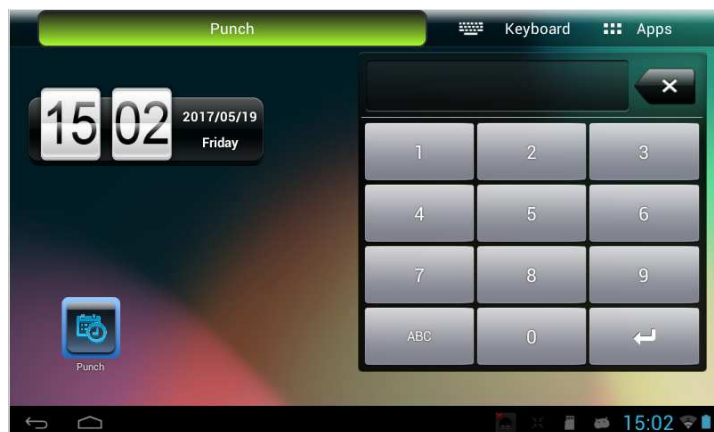 Punch Keyboard Apps
15 02 2017/05/19
Friday
1 2 3
4 5 6
7 8 9
ABC 0
Punch
15:02